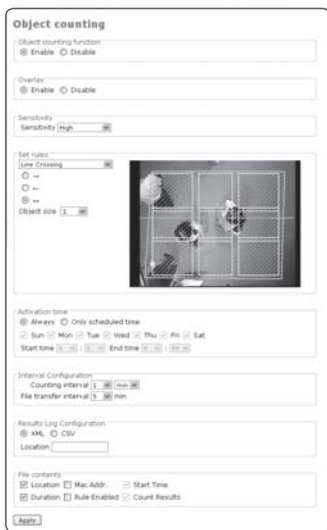 Object counting
Object counting function
Enable Disable
Overlay
Enable Disable
Sensitivity
Sensitivity High
Set rules
Line Crossing
→
←
↔
Object size 1
Activation time
Always Only scheduled time
Sun Mon Tue Wed Thu Fri Sat
Start time : End time :
Interval Configuration
Counting interval 1 min
File transfer interval 5 min
Results Log Configuration
XML CSV
Location
File contents
Location Mac Addr. Start Time
Duration Rule Enabled Count Results
Apply